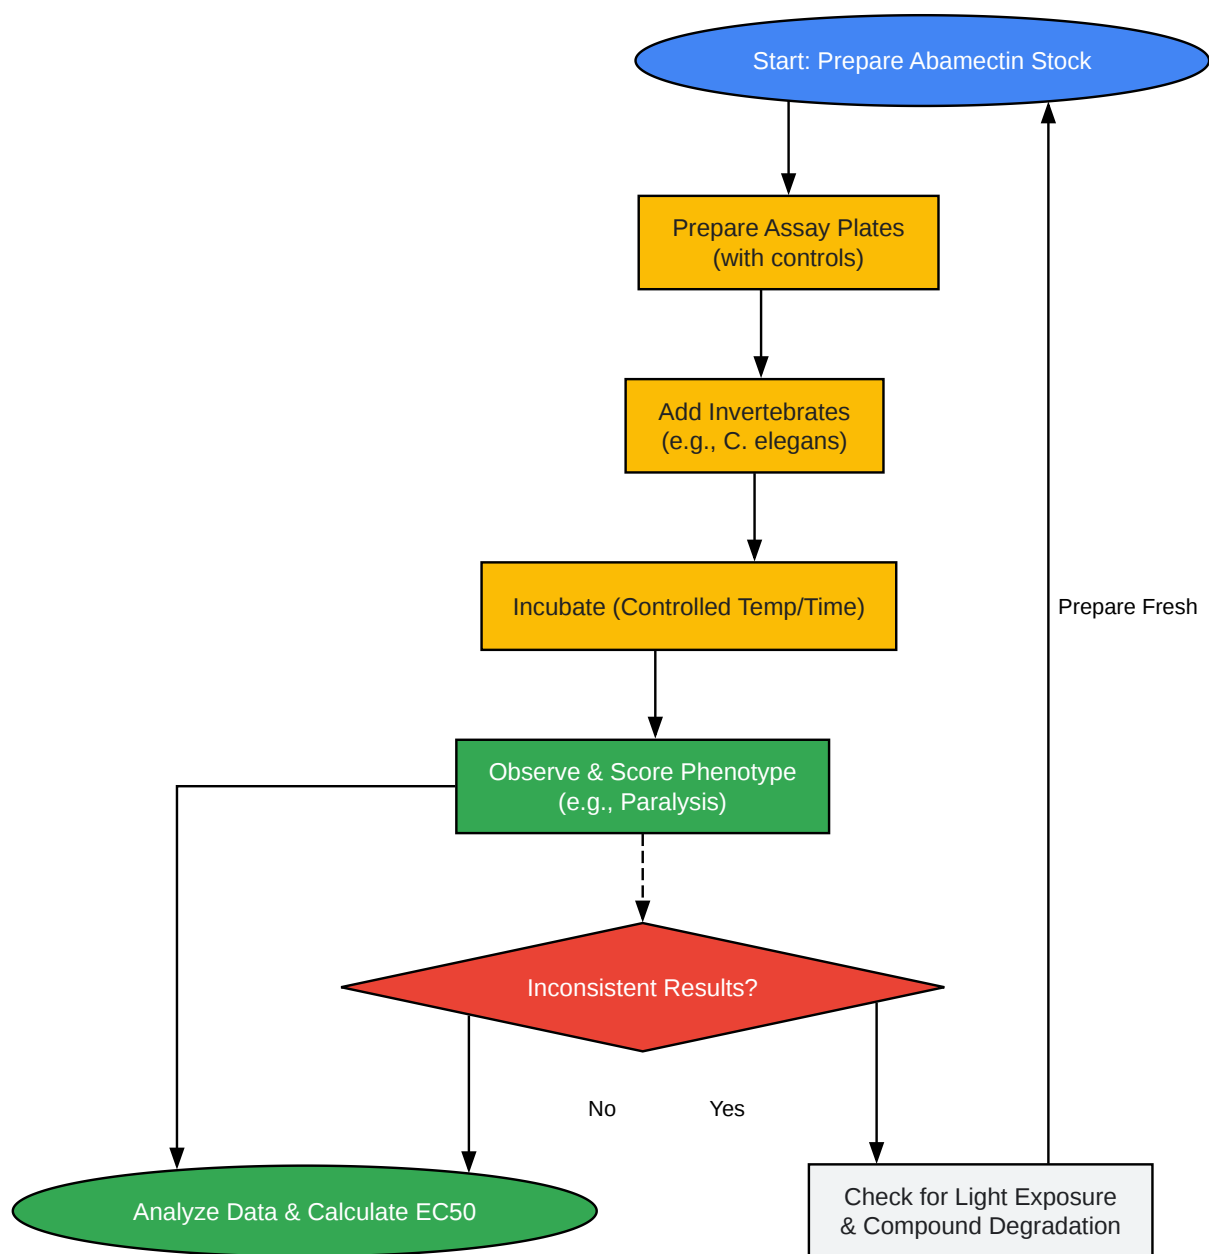 Start: Prepare Abamectin Stock
Prepare Assay Plates
(with controls)
Add Invertebrates
(e.g., C. elegans)
Incubate (Controlled Temp/Time)
Prepare Fresh
Observe & Score Phenotype
(e.g., Paralysis)
Inconsistent Results?
No
Yes
Analyze Data & Calculate EC50
Check for Light Exposure
& Compound Degradation